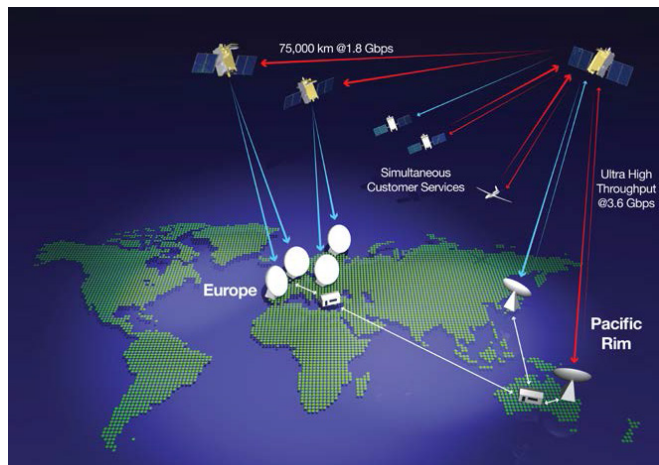 75,000 km @1.8 Gbps
Simultaneous
Customer Services
Ultra High
Throughput
@3.6 Gbps
Europe
Pacific
Rim